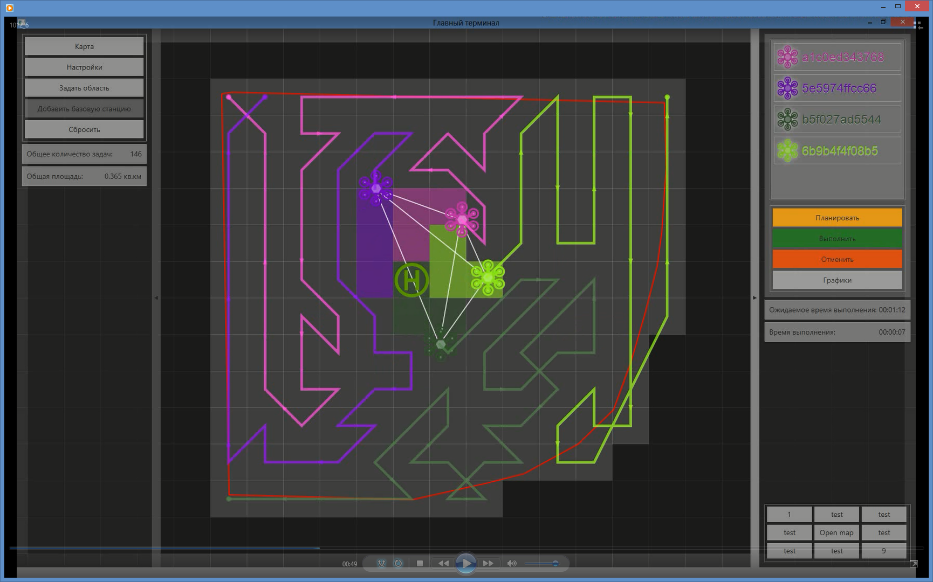 Главный терминал
Карта
Настройки
Задать область
Добавить базовую станцию
Сбросить
Общее количество задач: 146
Общая площадь: 0.365 кв.км
5e5974ffcc66
b5f027ad5544
6b9b4f4f08b5
Планировать
Выполнить
Отменить
Графики
Ожидаемое время выполнения: 00:01:12
Время выполнения: 00:00:07
H
1 test test
test Open map test
test test 9
00:49